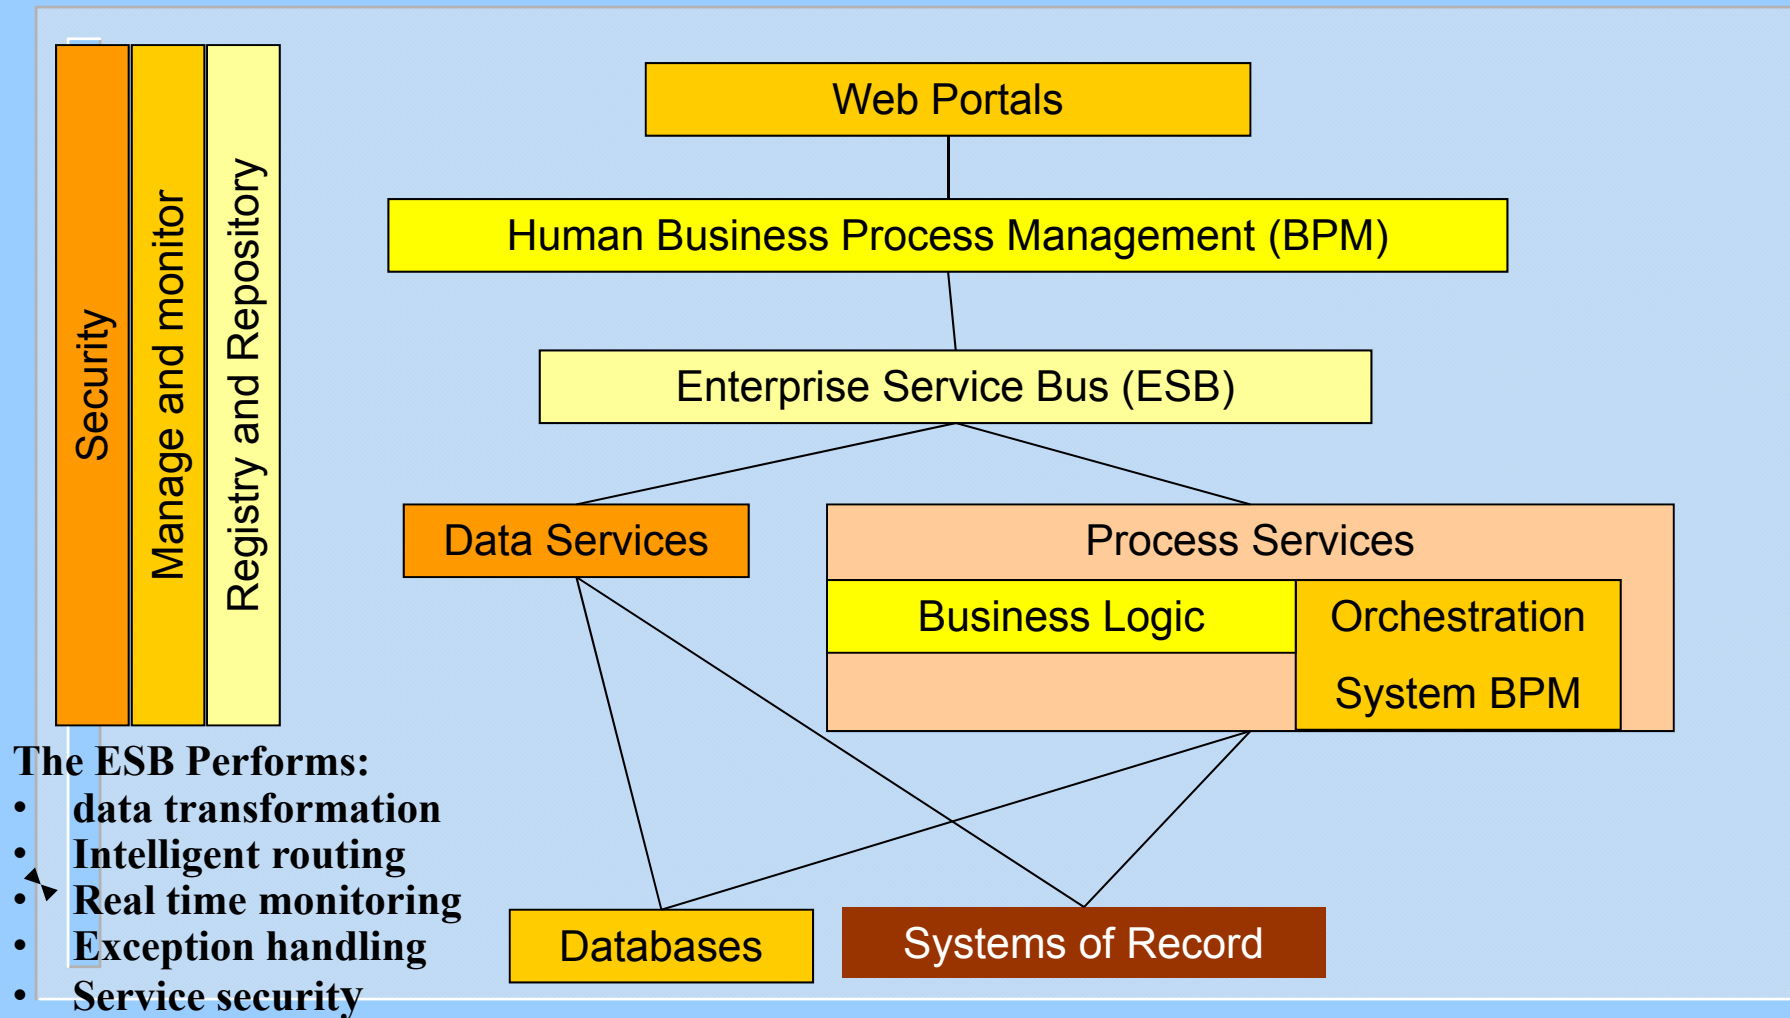 Security
Manage and monitor
Registry and Repository
Web Portals
Human Business Process Management (BPM)
Enterprise Service Bus (ESB)
Data Services
Process Services
Business Logic
Orchestration
System BPM
Databases
Systems of Record
The ESB Performs:
• data transformation
• Intelligent routing
• Real time monitoring
• Exception handling
• Service security